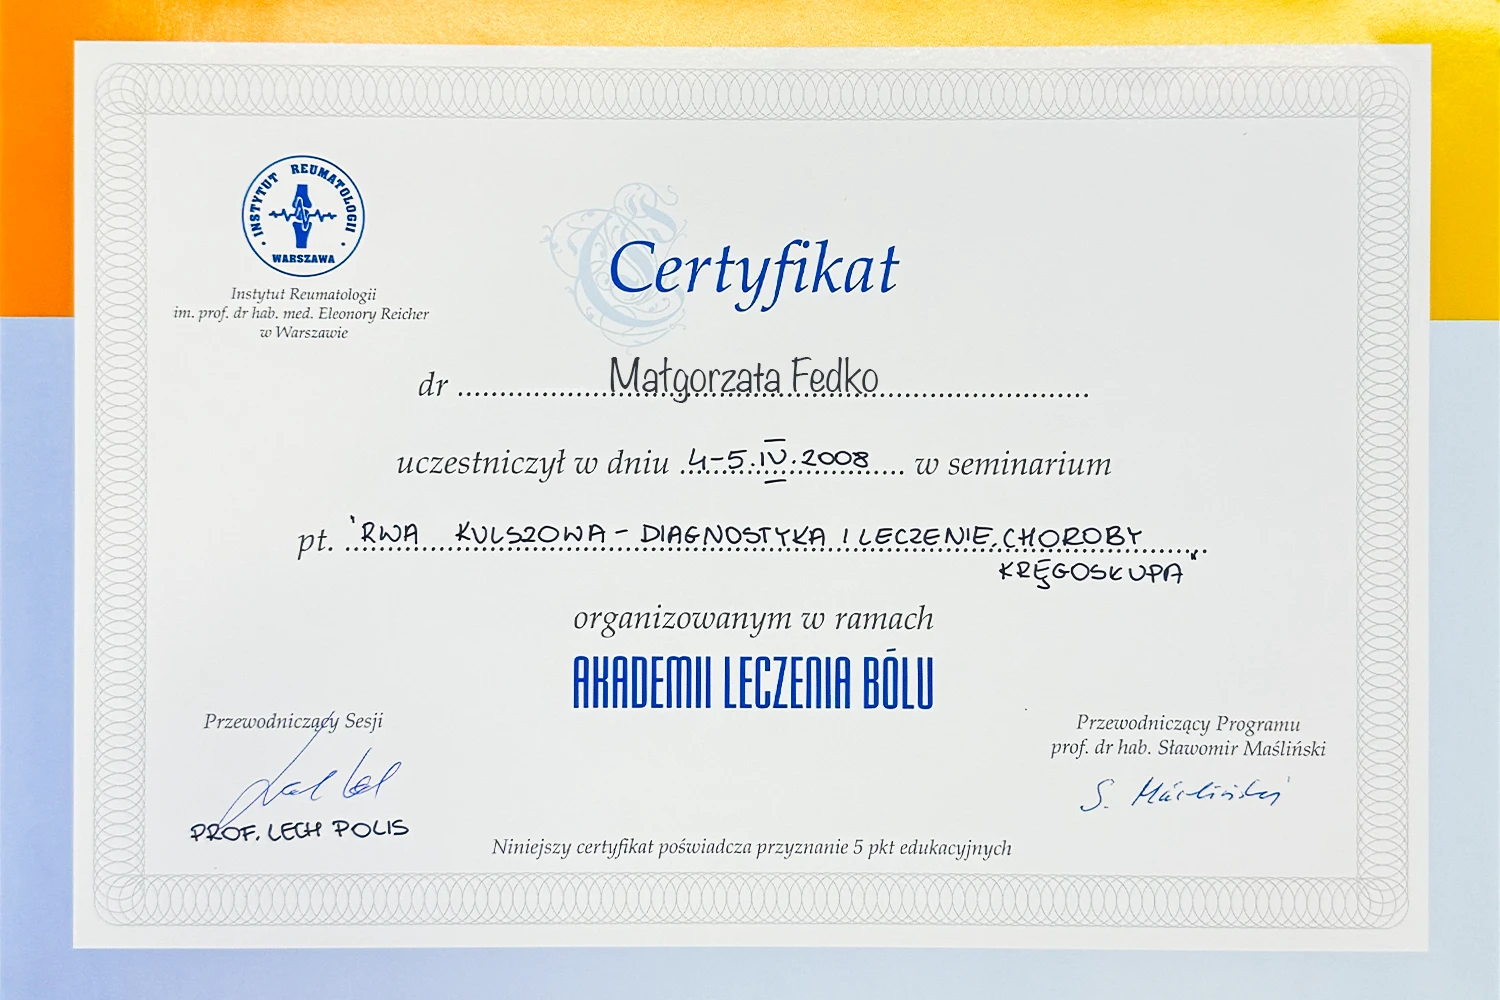 INSTYTUT REUMATOLOGII
WARSZAWA
Instytut Reumatologii
im. prof. dr hab. med. Eleonory Reicher
w Warszawie
Certyfikat
dr Małgorzata Fedko
uczestniczył w dniu 4-5.IV.2008 w seminarium
pt. "RWA KULSZOWA - DIAGNOSTYKA I LECZENIE. CHOROBY
KRĘGOSŁUPA"
organizowanym w ramach
AKADEMII LECZENIA BÓLU
Przewodniczący Sesji
PROF. LECH POLIS
Przewodniczący Programu
prof. dr hab. Sławomir Maśliński
S. Maśliński
Niniejszy certyfikat poświadcza przyznanie 5 pkt edukacyjnych